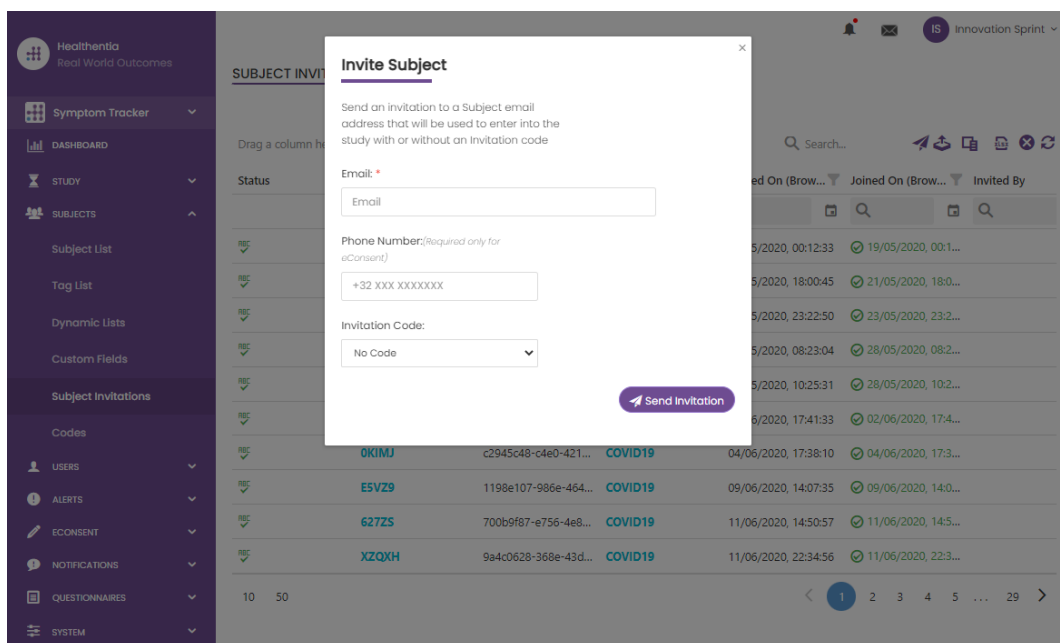 Healthentia
Real World Outcomes
IS Innovation Sprint
Symptom Tracker
DASHBOARD
STUDY
SUBJECTS
Subject List
Tag List
Dynamic Lists
Custom Fields
Subject Invitations
Codes
USERS
ALERTS
ECONSENT
NOTIFICATIONS
QUESTIONNAIRES
SYSTEM
SUBJECT INVIT
×
Invite Subject
Send an invitation to a Subject email
address that will be used to enter into the
study with or without an Invitation code
Email: *
Email
Phone Number:(Required only for
eConsent)
+32 XXX XXXXXXX
Invitation Code:
No Code
Send Invitation
Drag a column he
Search...
XLSX
Status ed On (Brow... Joined On (Brow... Invited By
ABC 5/2020, 00:12:33 19/05/2020, 00:1...
ABC 5/2020, 18:00:45 21/05/2020, 18:0...
ABC 5/2020, 23:22:50 23/05/2020, 23:2...
ABC 5/2020, 08:23:04 28/05/2020, 08:2...
ABC 5/2020, 10:25:31 28/05/2020, 10:2...
ABC 6/2020, 17:41:33 02/06/2020, 17:4...
ABC 0KIMJ c2945c48-c4e0-421... COVID19 04/06/2020, 17:38:10 04/06/2020, 17:3...
ABC E5VZ9 1198e107-986e-464... COVID19 09/06/2020, 14:07:35 09/06/2020, 14:0...
ABC 627ZS 700b9f87-e756-4e8... COVID19 11/06/2020, 14:50:57 11/06/2020, 14:5...
ABC XZQXH 9a4c0628-368e-43d... COVID19 11/06/2020, 22:34:56 11/06/2020, 22:3...
10 50 < 1 2 3 4 5 ... 29 >